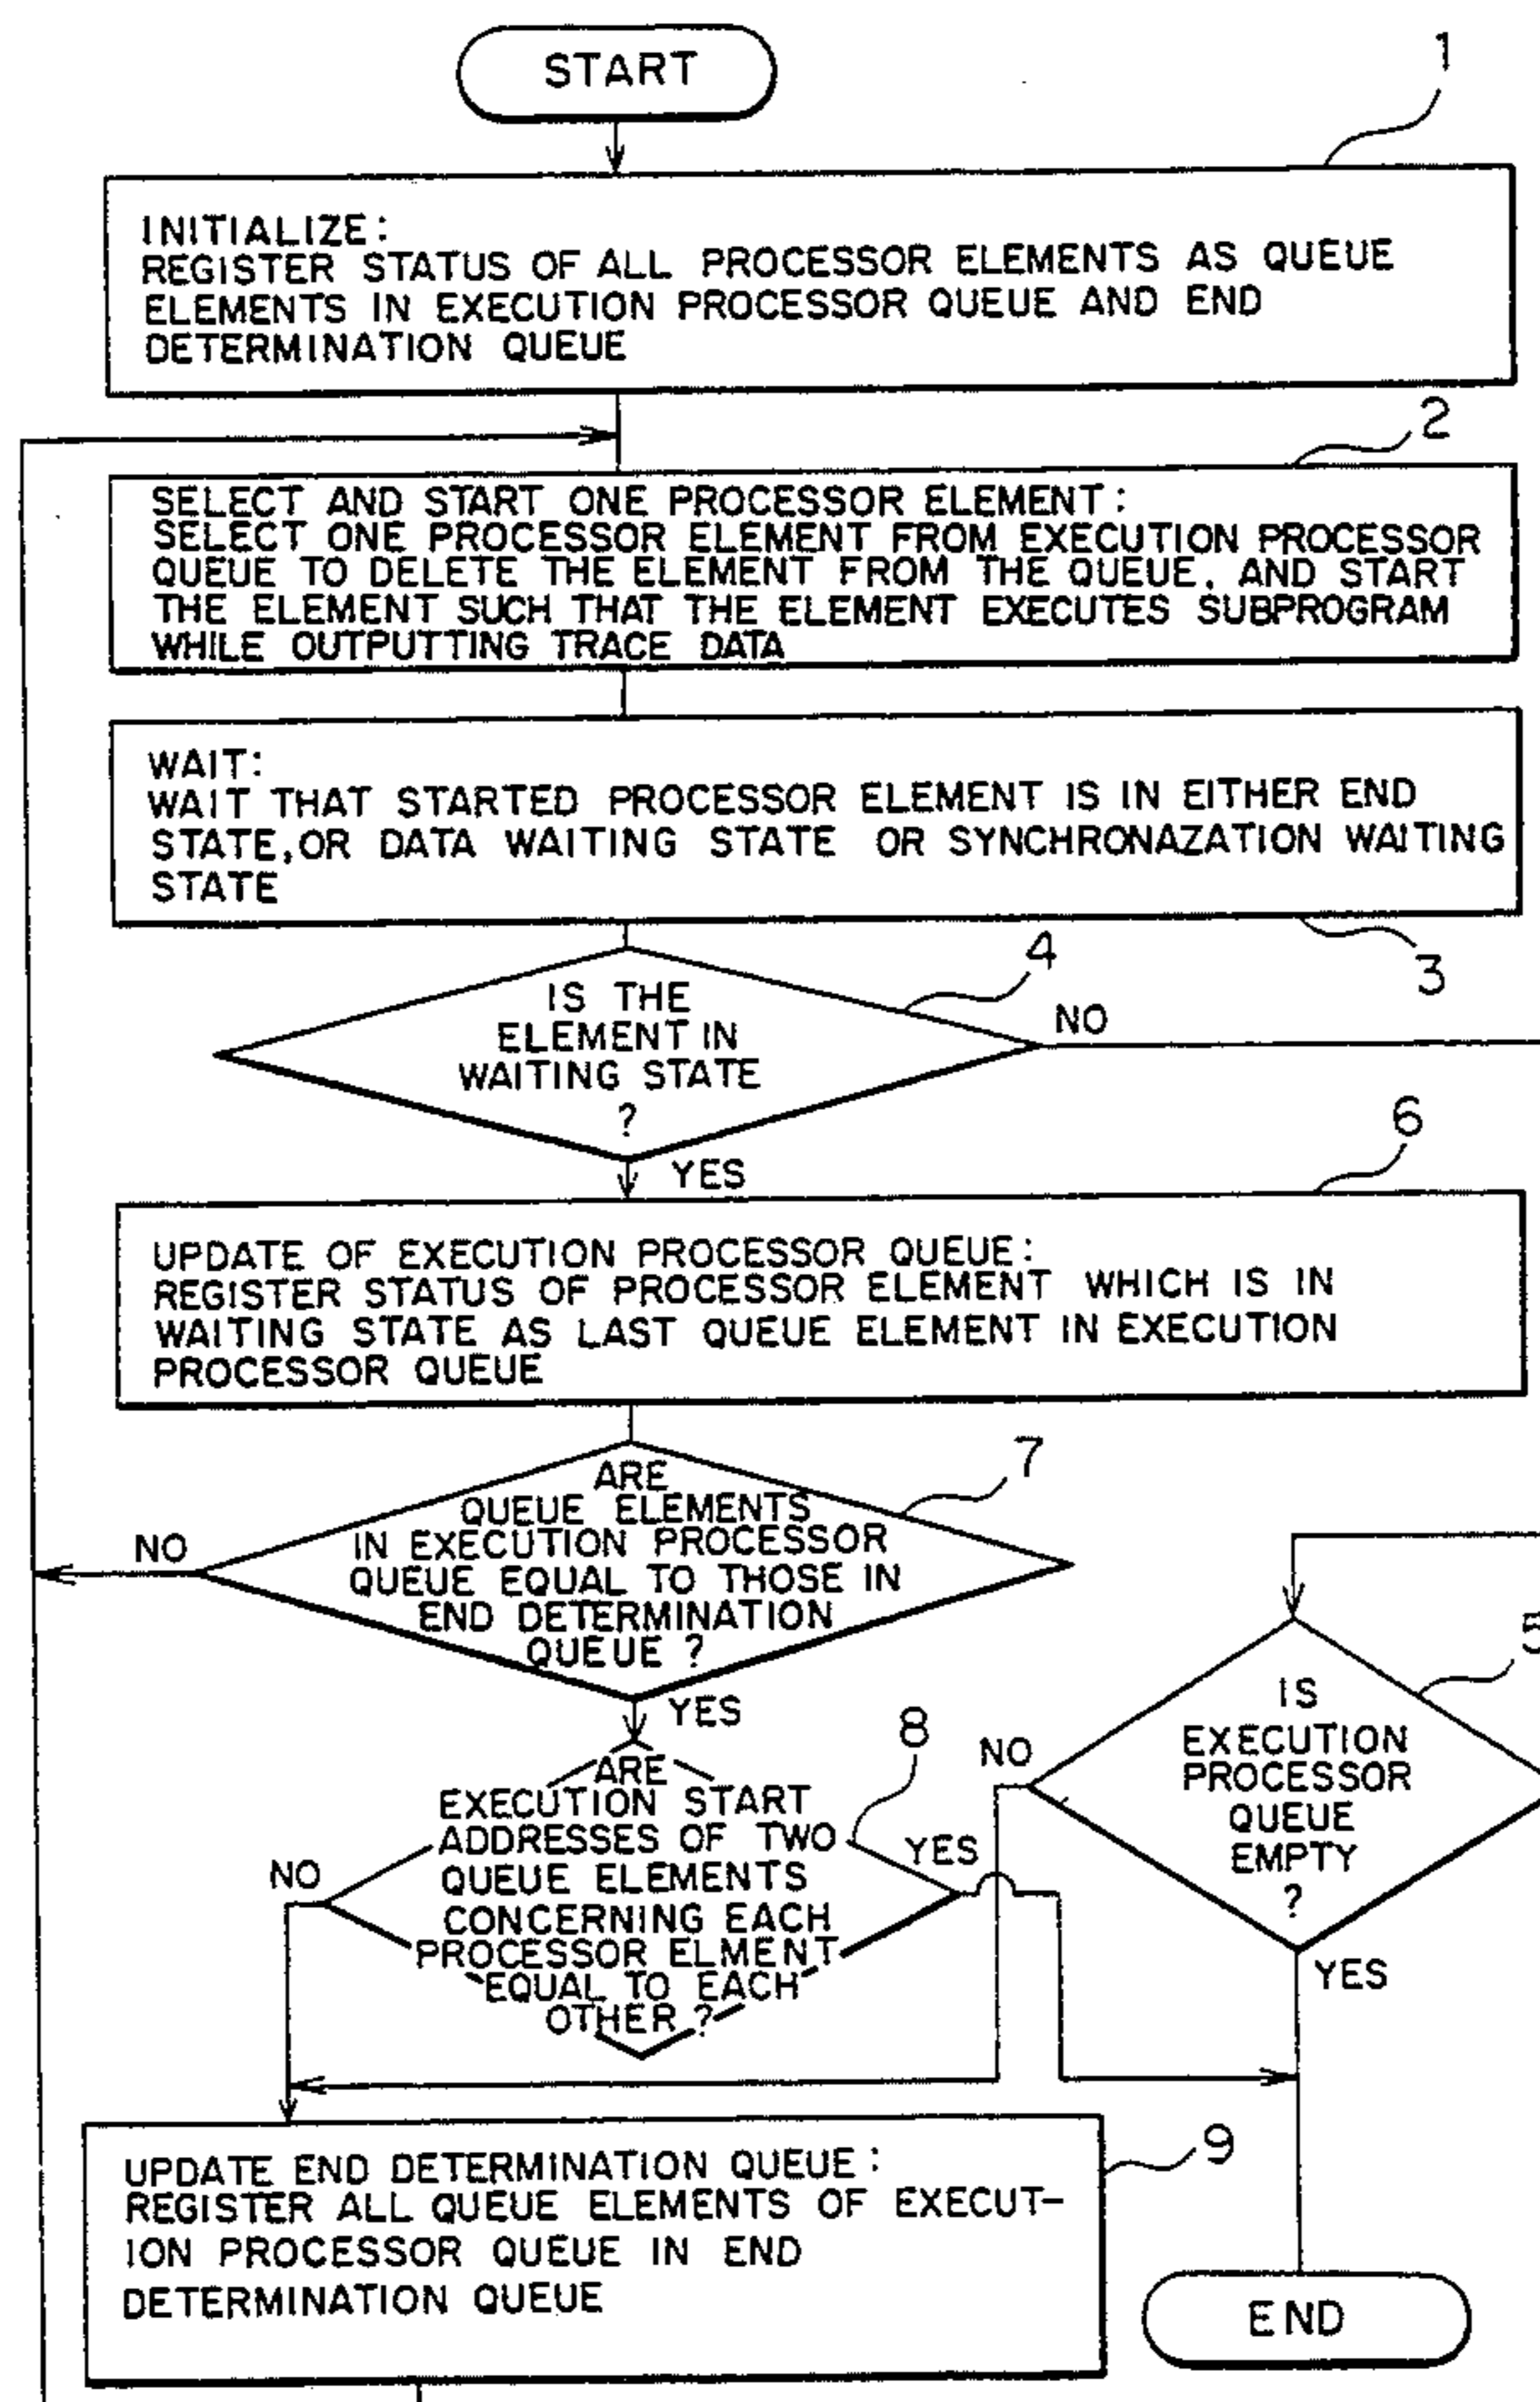 START
1
INITIALIZE:
REGISTER STATUS OF ALL PROCESSOR ELEMENTS AS QUEUE
ELEMENTS IN EXECUTION PROCESSOR QUEUE AND END
DETERMINATION QUEUE
2
SELECT AND START ONE PROCESSOR ELEMENT:
SELECT ONE PROCESSOR ELEMENT FROM EXECUTION PROCESSOR
QUEUE TO DELETE THE ELEMENT FROM THE QUEUE, AND START
THE ELEMENT SUCH THAT THE ELEMENT EXECUTES SUBPROGRAM
WHILE OUTPUTTING TRACE DATA
WAIT:
WAIT THAT STARTED PROCESSOR ELEMENT IS IN EITHER END
STATE, OR DATA WAITING STATE OR SYNCHRONAZATION WAITING
STATE
3
4
IS THE
ELEMENT IN
WAITING STATE
?
NO
YES
6
UPDATE OF EXECUTION PROCESSOR QUEUE:
REGISTER STATUS OF PROCESSOR ELEMENT WHICH IS IN
WAITING STATE AS LAST QUEUE ELEMENT IN EXECUTION
PROCESSOR QUEUE
7
ARE
QUEUE ELEMENTS
IN EXECUTION PROCESSOR
QUEUE EQUAL TO THOSE IN
END DETERMINATION
QUEUE ?
NO
YES
5
IS
EXECUTION
PROCESSOR
QUEUE
EMPTY
?
NO
YES
8
ARE
EXECUTION START
ADDRESSES OF TWO
QUEUE ELEMENTS
CONCERNING EACH
PROCESSOR ELMENT
EQUAL TO EACH
OTHER ?
NO
YES
9
UPDATE END DETERMINATION QUEUE:
REGISTER ALL QUEUE ELEMENTS OF EXECUT-
ION PROCESSOR QUEUE IN END
DETERMINATION QUEUE
END